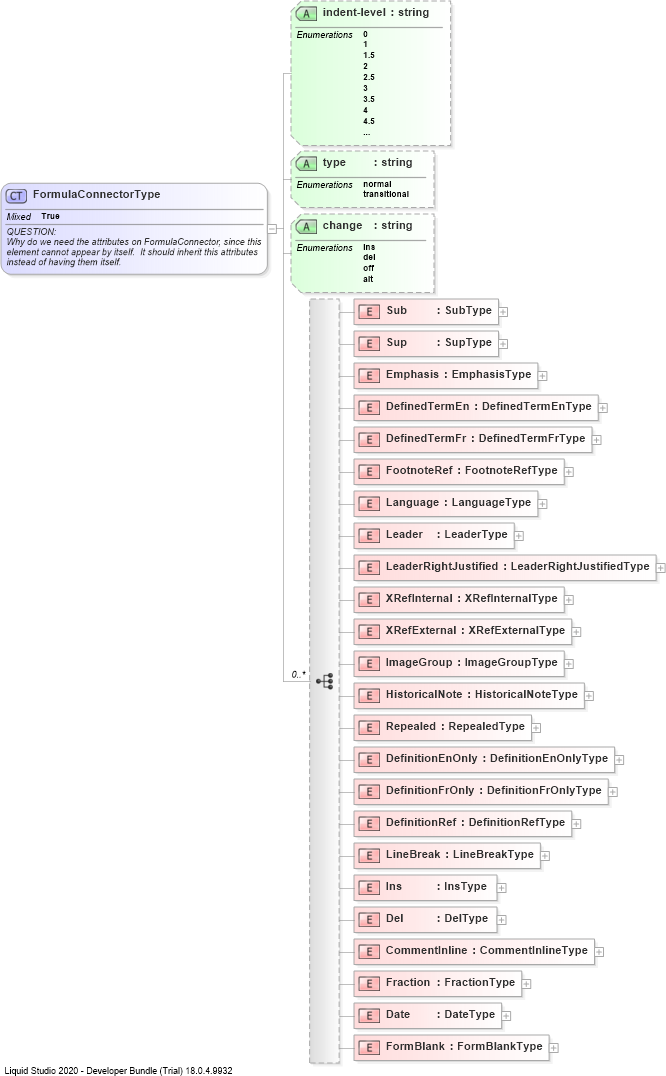 A indent-level : string
Enumerations 0
1
1.5
2
2.5
3
3.5
4
4.5
...
A type : string
Enumerations normal
transitional
CT FormulaConnectorType
Mixed True
QUESTION:
Why do we need the attributes on FormulaConnector, since this
element cannot appear by itself. It should inherit this attributes
instead of having them itself.
A change : string
Enumerations ins
del
off
alt
E Sub : SubType
E Sup : SupType
E Emphasis : EmphasisType
E DefinedTermEn : DefinedTermEnType
E DefinedTermFr : DefinedTermFrType
E FootnoteRef : FootnoteRefType
E Language : LanguageType
E Leader : LeaderType
E LeaderRightJustified : LeaderRightJustifiedType
E XRefInternal : XRefInternalType
E XRefExternal : XRefExternalType
E ImageGroup : ImageGroupType
0..*
E HistoricalNote : HistoricalNoteType
E Repealed : RepealedType
E DefinitionEnOnly : DefinitionEnOnlyType
E DefinitionFrOnly : DefinitionFrOnlyType
E DefinitionRef : DefinitionRefType
E LineBreak : LineBreakType
E Ins : InsType
E Del : DelType
E CommentInline : CommentInlineType
E Fraction : FractionType
E Date : DateType
E FormBlank : FormBlankType
Liquid Studio 2020 - Developer Bundle (Trial) 18.0.4.9932